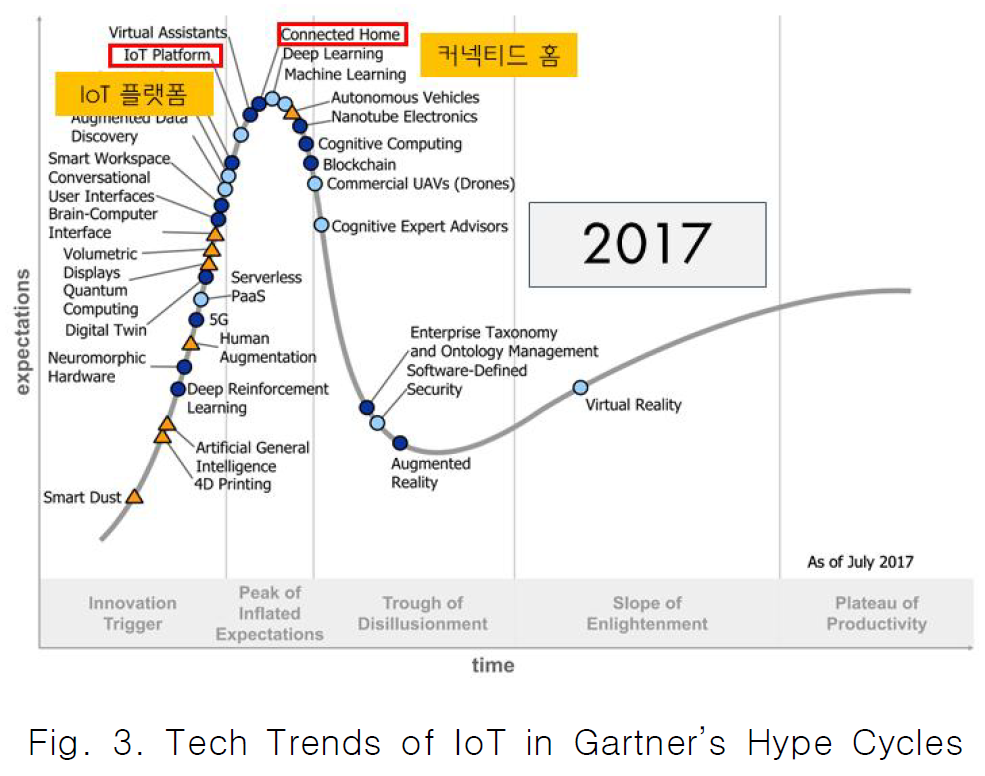 Virtual Assistants
Connected Home
IoT Platform
Deep Learning
커넥티드 홈
Machine Learning
IoT 플랫폼
Autonomous Vehicles
Augmented Data
Discovery
Nanotube Electronics
Smart Workspace
Cognitive Computing
Conversational
User Interfaces
Blockchain
Brain-Computer
Interface
Commercial UAVs (Drones)
Cognitive Expert Advisors
2017
Volumetric
Displays
Quantum
Computing
Digital Twin
Serverless
PaaS
5G
Human
Augmentation
Neuromorphic
Hardware
Deep Reinforcement
Learning
Artificial General
Intelligence
4D Printing
Smart Dust
Enterprise Taxonomy
and Ontology Management
Software-Defined
Security
Augmented
Reality
Virtual Reality
As of July 2017
expectations
Innovation
Trigger
Peak of
Inflated
Expectations
Trough of
Disillusionment
Slope of
Enlightenment
Plateau of
Productivity
time
Fig. 3. Tech Trends of IoT in Gartner’s Hype Cycles